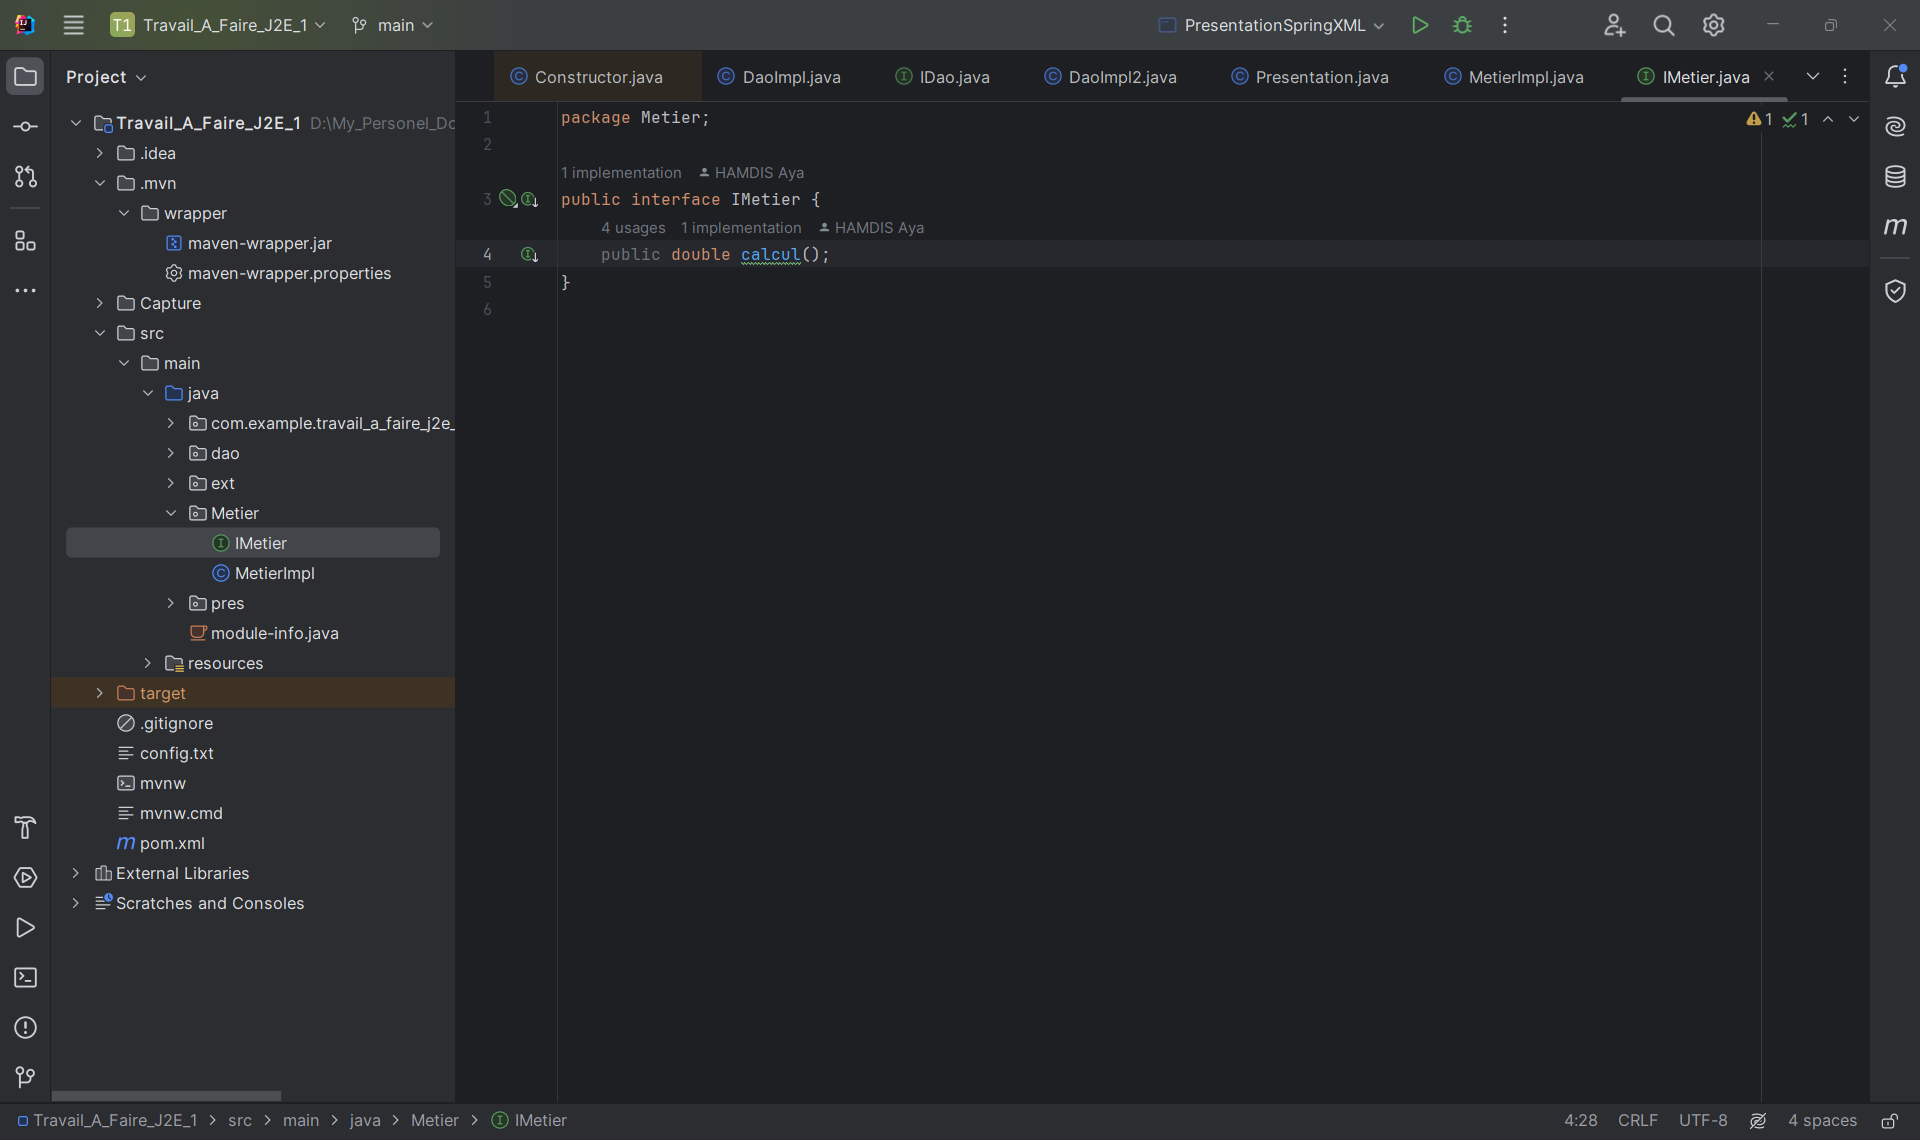 T1 Travail_A_Faire_J2E_1 main PresentationSpringXML
Project
Constructor.java DaoImpl.java IDao.java DaoImpl2.java Presentation.java MetierImpl.java IMetier.java
Travail_A_Faire_J2E_1 D:\My_Personel_Do
.idea
.mvn
wrapper
maven-wrapper.jar
maven-wrapper.properties
Capture
src
main
java
com.example.travail_a_faire_j2e_
dao
ext
Metier
IMetier
MetierImpl
pres
module-info.java
resources
target
.gitignore
config.txt
mvnw
mvnw.cmd
m pom.xml
External Libraries
Scratches and Consoles
1 package Metier;
2
1 implementation HAMDIS Aya
3 public interface IMetier {
4 usages 1 implementation HAMDIS Aya
4 public double calcul();
5 }
6
1 1
m
Travail_A_Faire_J2E_1 > src > main > java > Metier > IMetier
4:28 CRLF UTF-8 4 spaces